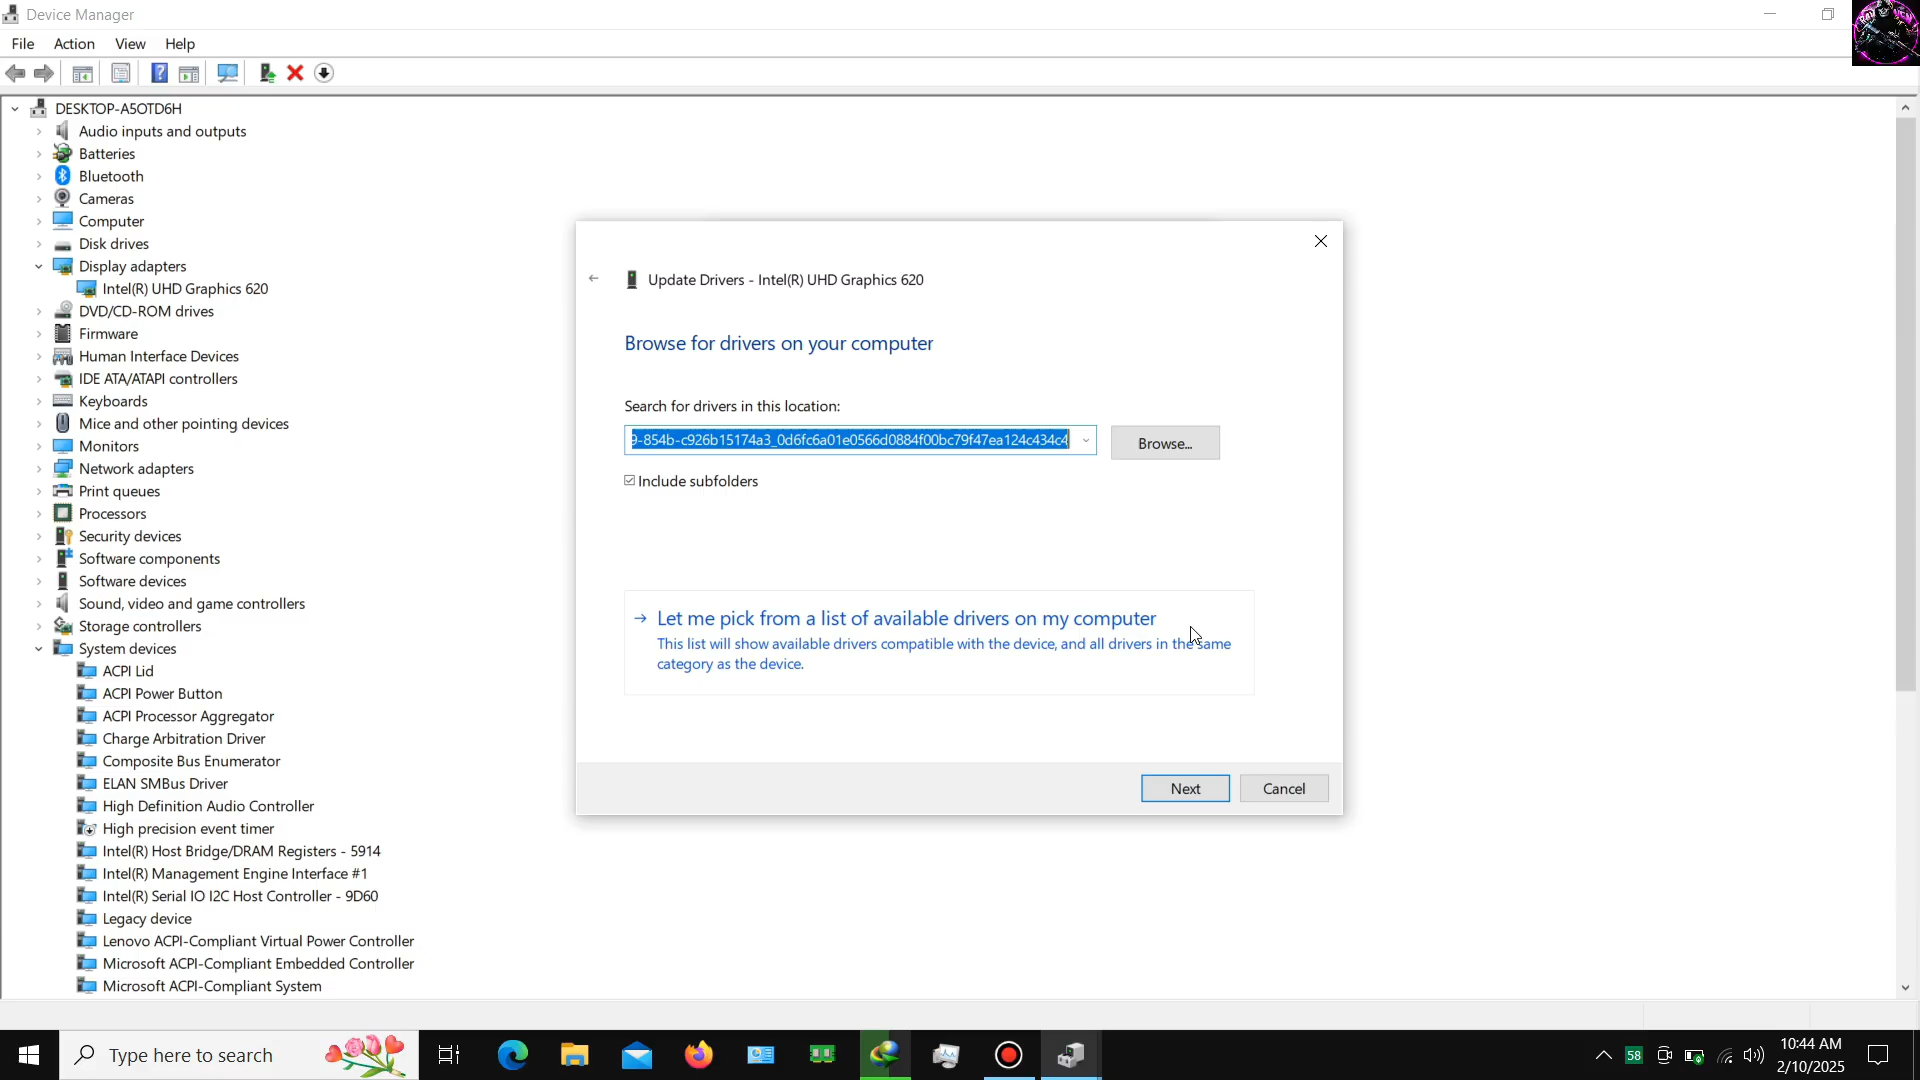 Device Manager
File Action View Help
DESKTOP-A5OTD6H
Audio inputs and outputs
Batteries
Bluetooth
Cameras
Computer
Disk drives
Display adapters
Intel(R) UHD Graphics 620
DVD/CD-ROM drives
Firmware
Human Interface Devices
IDE ATA/ATAPI controllers
Keyboards
Mice and other pointing devices
Monitors
Network adapters
Print queues
Processors
Security devices
Software components
Software devices
Sound, video and game controllers
Storage controllers
System devices
ACPI Lid
ACPI Power Button
ACPI Processor Aggregator
Charge Arbitration Driver
Composite Bus Enumerator
ELAN SMBus Driver
High Definition Audio Controller
High precision event timer
Intel(R) Host Bridge/DRAM Registers - 5914
Intel(R) Management Engine Interface #1
Intel(R) Serial IO I2C Host Controller - 9D60
Legacy device
Lenovo ACPI-Compliant Virtual Power Controller
Microsoft ACPI-Compliant Embedded Controller
Microsoft ACPI-Compliant System
Update Drivers - Intel(R) UHD Graphics 620
Browse for drivers on your computer
Search for drivers in this location:
9-854b-c926b15174a3_0d6fc6a01e0566d0884f00bc79f47ea124c434c4
Browse...
Include subfolders
Let me pick from a list of available drivers on my computer
This list will show available drivers compatible with the device, and all drivers in the same
category as the device.
Next
Cancel
Type here to search
58
10:44 AM
2/10/2025